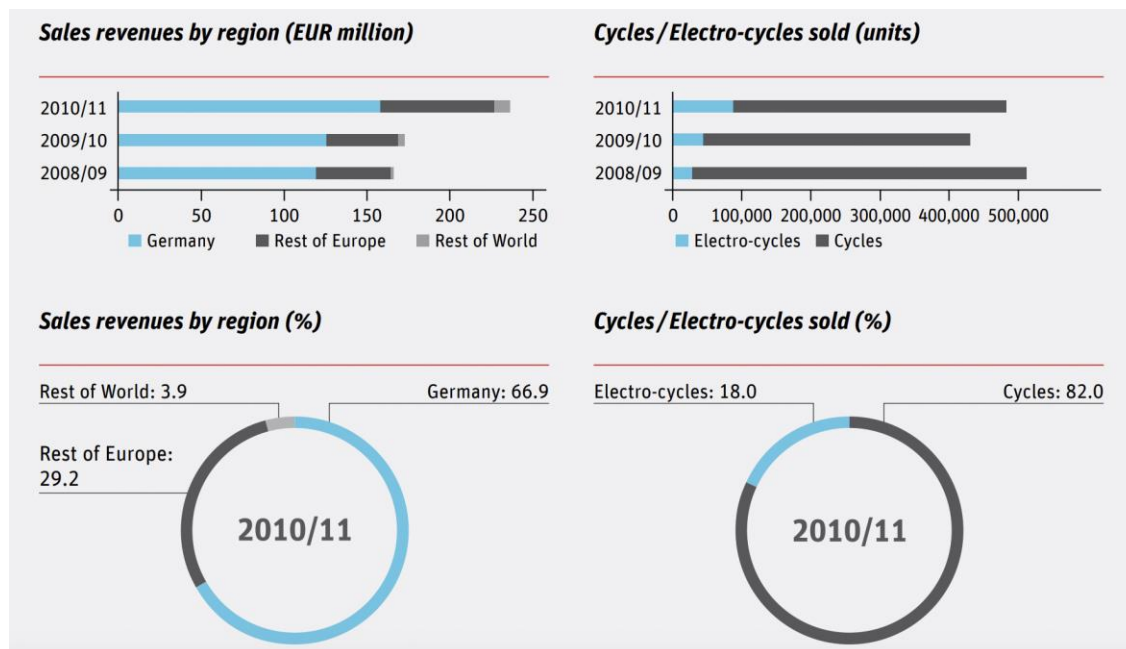 Sales revenues by region (EUR million)
2010/11
2009/10
2008/09
0 50 100 150 200 250
Germany Rest of Europe Rest of World
Cycles/Electro-cycles sold (units)
2010/11
2009/10
2008/09
0 100,000 200,000 300,000 400,000 500,000
Electro-cycles Cycles
Sales revenues by region (%)
Rest of World: 3.9 Germany: 66.9
Rest of Europe:
29.2
2010/11
Cycles/Electro-cycles sold (%)
Electro-cycles: 18.0 Cycles: 82.0
2010/11